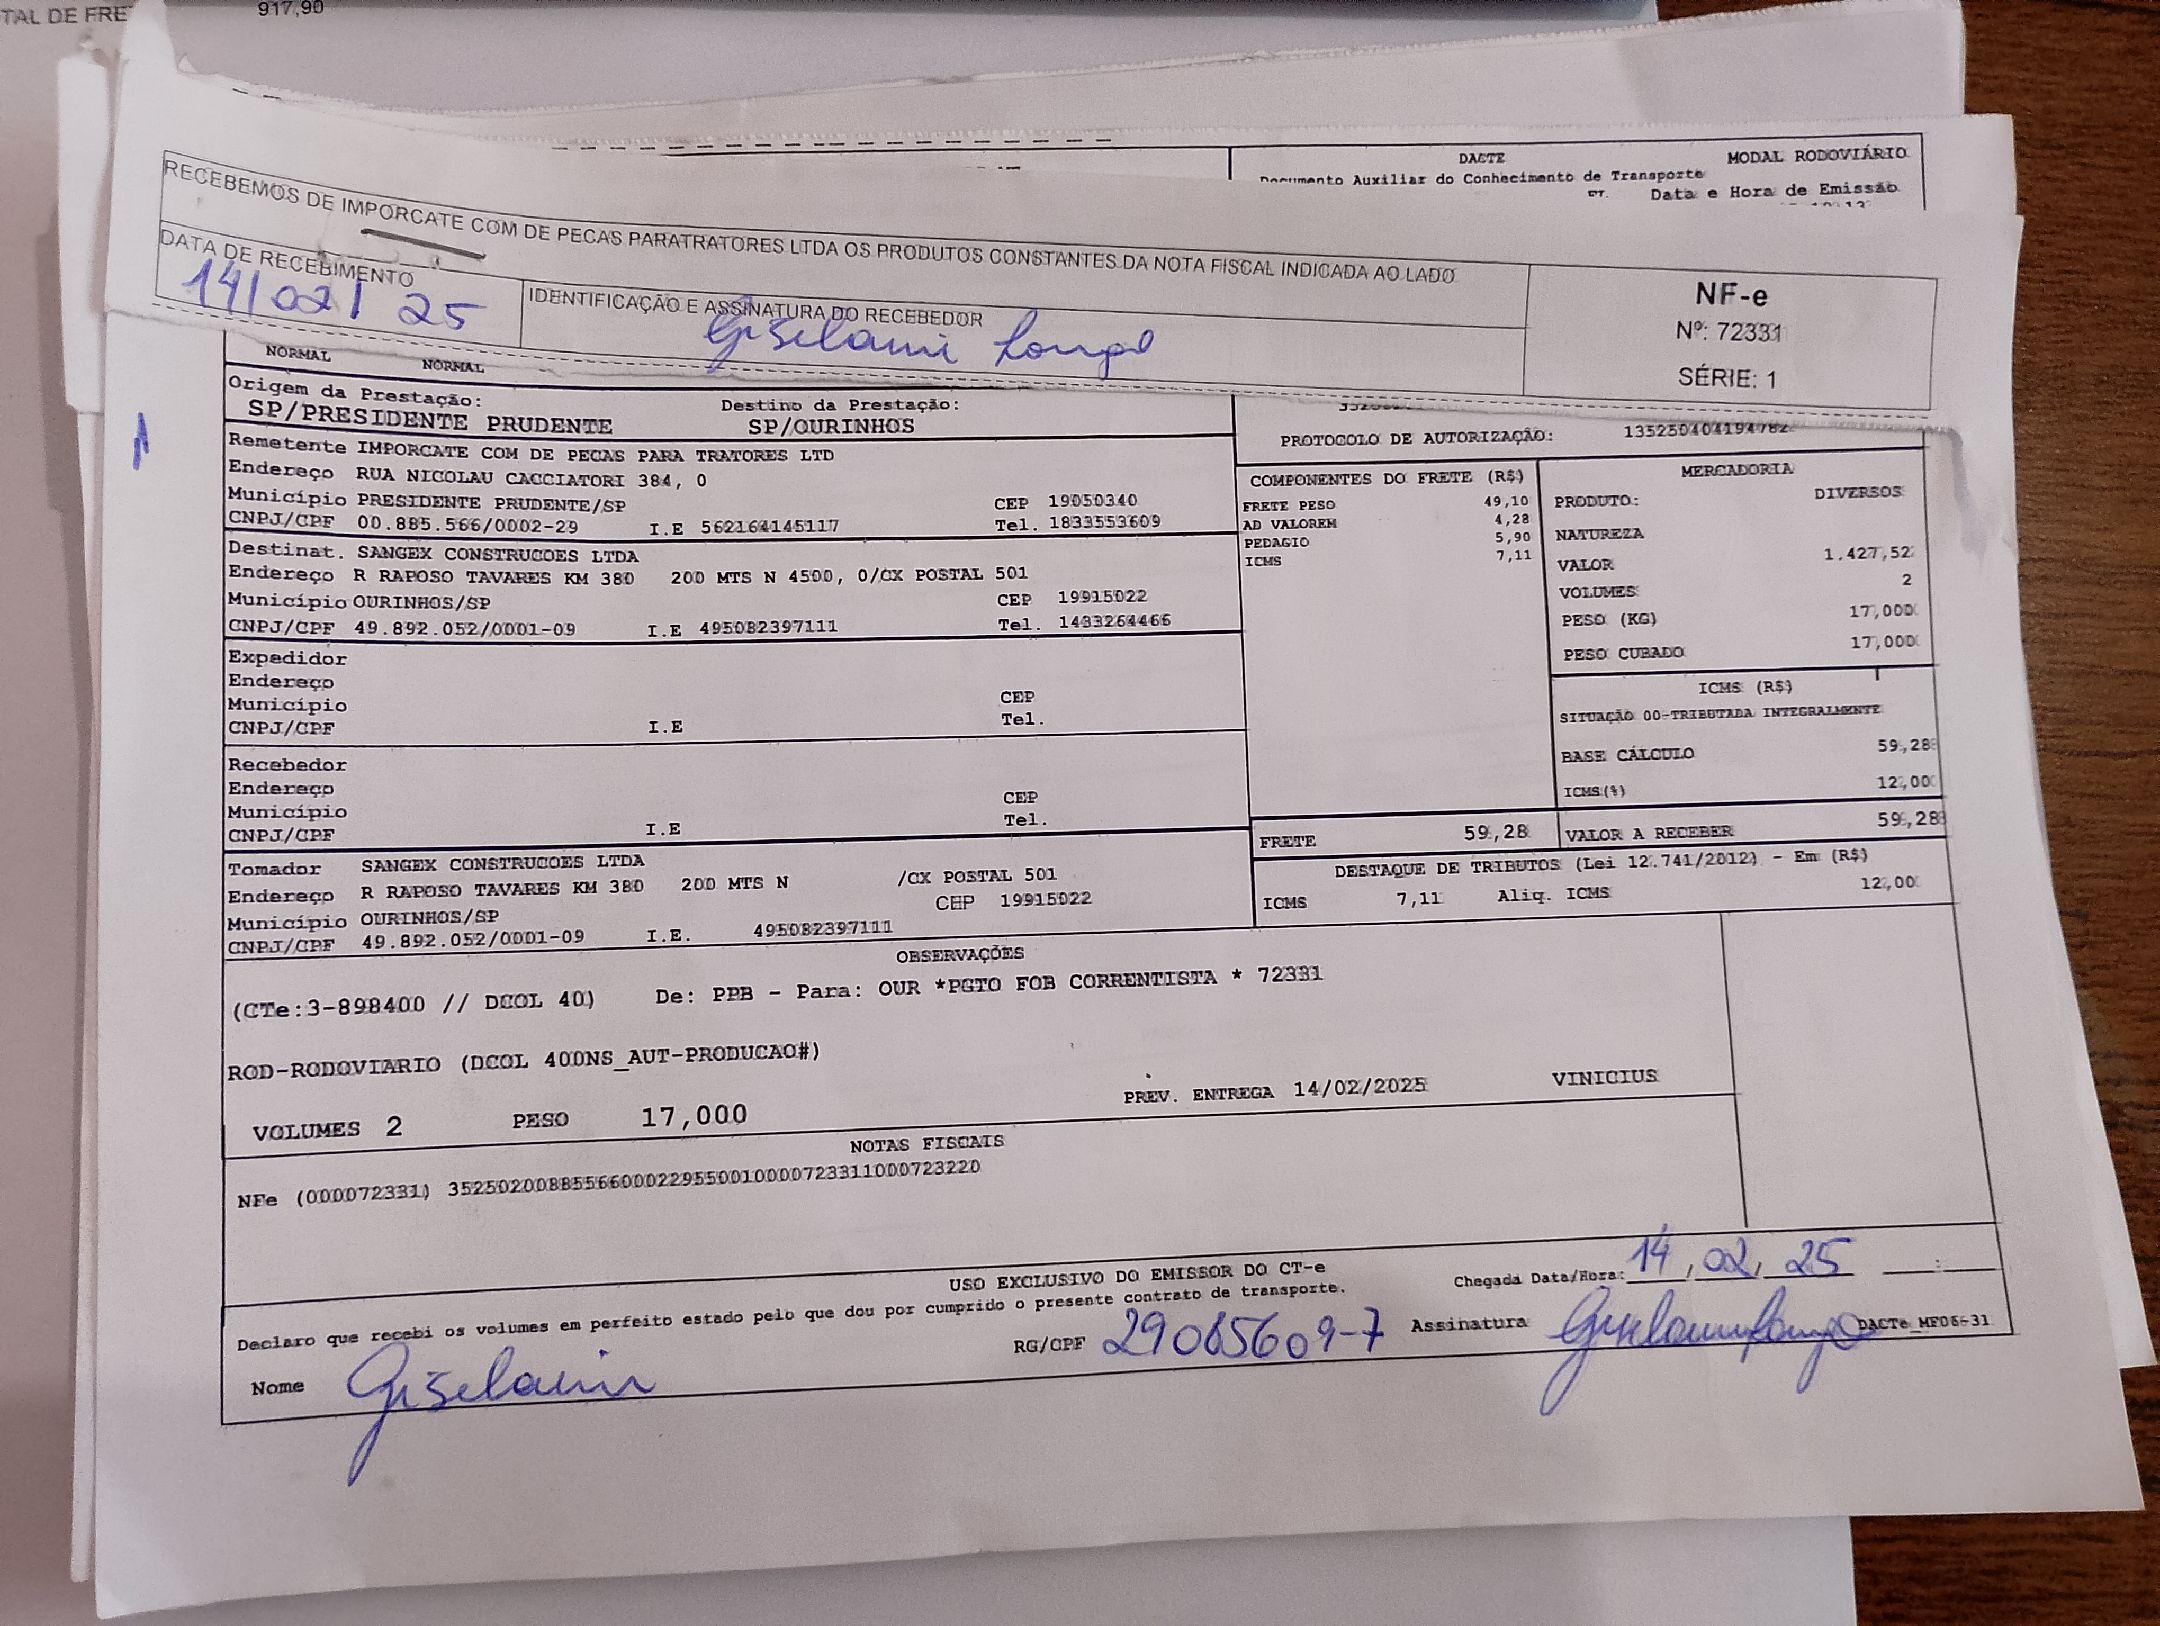 917,90
DACTE
MODAL RODOVIÁRIO
Documento Auxiliar do Conhecimento de Transporte
Data e Hora de Emissão
RECEBEMOS DE IMPORCATE COM DE PECAS PARATRATORES LTDA OS PRODUTOS CONSTANTES DA NOTA FISCAL INDICADA AO LADO
DATA DE RECEBIMENTO
14/02/25
IDENTIFICAÇÃO E ASSINATURA DO RECEBEDOR
NF-e
Nº: 72331
SÉRIE: 1
NORMAL NORMAL
Origem da Prestação: Destino da Prestação:
SP/PRESIDENTE PRUDENTE SP/OURINHOS
PROTOCOLO DE AUTORIZAÇÃO:
Remetente IMPORCATE COM DE PECAS PARA TRATORES LTD
Endereço RUA NICOLAU CACCIATORI 384, 0
Município PRESIDENTE PRUDENTE/SP CEP 19050340
CNPJ/CPF 00.885.566/0002-29 I.E 562164145117 Tel. 1833553609
Destinat. SANGEX CONSTRUCOES LTDA
Endereço R RAPOSO TAVARES KM 380 200 MTS N 4500, 0/CX POSTAL 501
Município OURINHOS/SP CEP 19915022
CNPJ/CPF 49.892.052/0001-09 I.E 495082397111 Tel. 1433264466
Expedidor
Endereço
Município CEP
CNPJ/CPF I.E Tel.
Recebedor
Endereço
Município CEP
CNPJ/CPF I.E Tel.
Tomador SANGEX CONSTRUCOES LTDA
Endereço R RAPOSO TAVARES KM 380 200 MTS N /CX POSTAL 501
Município OURINHOS/SP CEP 19915022
CNPJ/CPF 49.892.052/0001-09 I.E. 495082397111
COMPONENTES DO FRETE (R$)
FRETE PESO 49,10
AD VALOREM 4,28
PEDAGIO 5,90
ICMS 7,11
MERCADORIA
PRODUTO: DIVERSOS
NATUREZA
VALOR 1.427,52
VOLUMES 2
PESO (KG) 17,000
PESO CUBADO 17,000
ICMS (R$)
SITUAÇÃO 00-TRIBUTADA INTEGRALMENTE
BASE CÁLCULO 59,28
ICMS(%) 12,00
FRETE 59,28 VALOR A RECEBER 59,28
DESTAQUE DE TRIBUTOS (Lei 12.741/2012) - Em (R$)
ICMS 7,11 Aliq. ICMS 12,00
OBSERVAÇÕES
(CTe:3-898400 // DCOL 40) De: PPB - Para: OUR *PGTO FOB CORRENTISTA * 72331
ROD-RODOVIARIO (DCOL 400NS_AUT-PRODUCAO#)
VOLUMES 2 PESO 17,000 PREV. ENTREGA 14/02/2025 VINICIUS
NOTAS FISCAIS
NFe (000072331) 35250200885566000229550010000723311000723220
USO EXCLUSIVO DO EMISSOR DO CT-e
Declaro que recebi os volumes em perfeito estado pelo que dou por cumprido o presente contrato de transporte.
Chegada Data/Hora: 14,02,25 :
Nome Giselaini RG/CPF 29085609-7 Assinatura DACTe_MF06-31